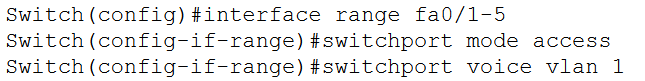 Switch(config)#interface range fa0/1-5
Switch(config-if-range)#switchport mode access
Switch(config-if-range)#switchport voice vlan 1